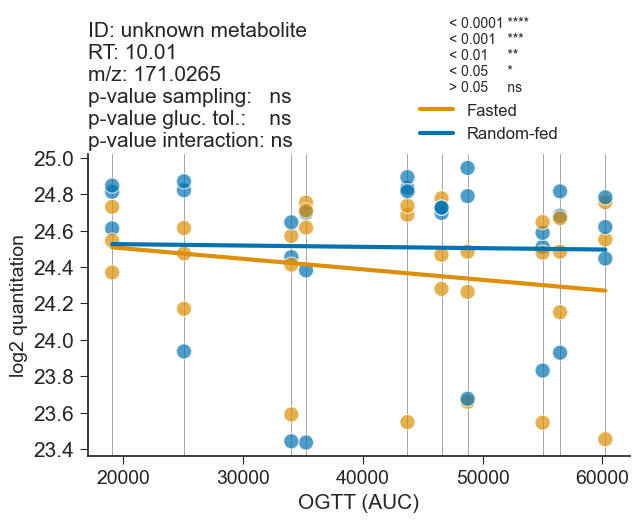 ID: unknown metabolite
RT: 10.01
m/z: 171.0265
p-value sampling: ns
p-value gluc. tol.: ns
p-value interaction: ns
< 0.0001 ****
< 0.001 ***
< 0.01 **
< 0.05 *
> 0.05 ns
Fasted
Random-fed
log2 quantitation
25.0
24.8
24.6
24.4
24.2
24.0
23.8
23.6
23.4
20000 30000 40000 50000 60000
OGTT (AUC)